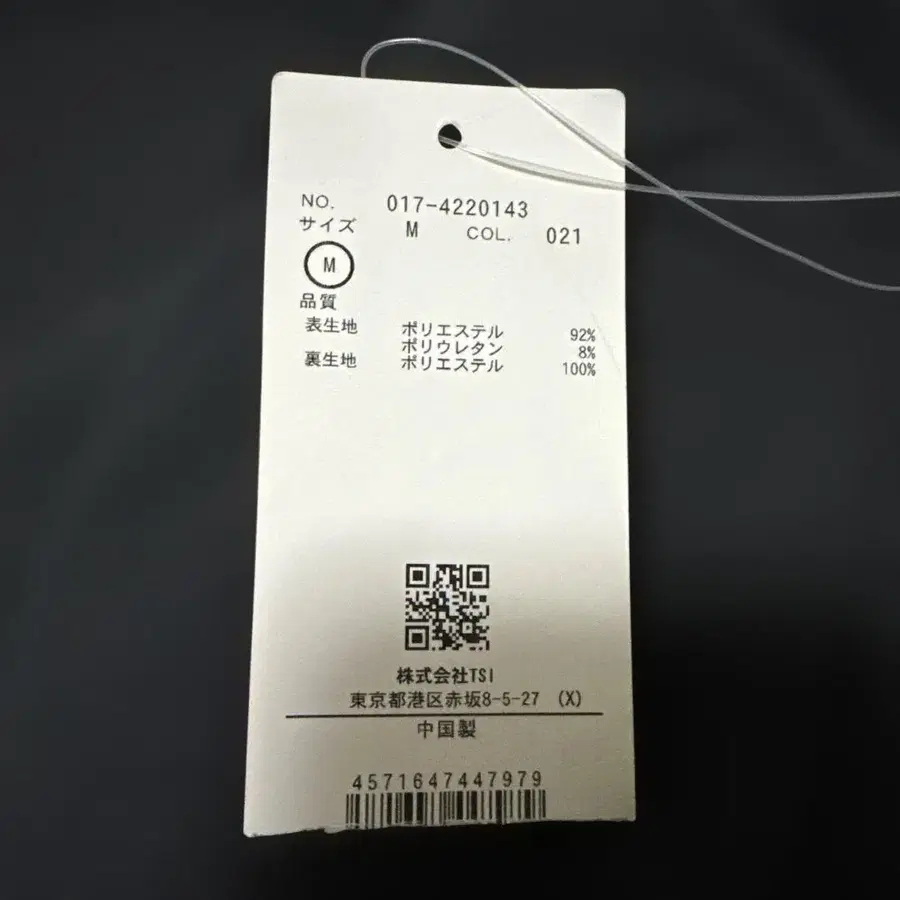 NO. 017-4220143
サイズ M COL. 021
M
品質
表生地 ポリエステル 92%
ポリウレタン 8%
裏生地 ポリエステル 100%
株式会社TSI
東京都港区赤坂8-5-27 (X)
中国製
4571647447979